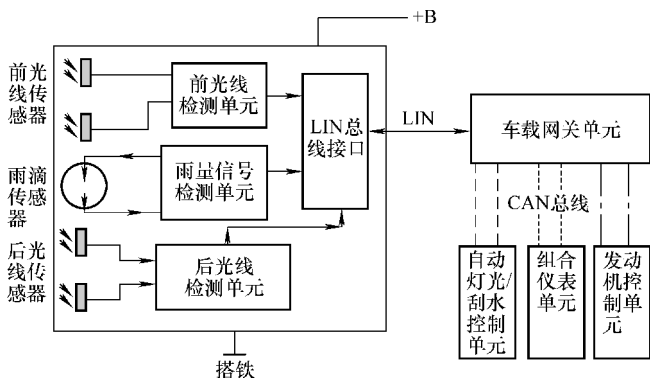 +B
前光
线传
感器
前光线
检测单元
LIN总
线接口
LIN
车载网关单元
雨滴
传感
器
雨量信号
检测单元
CAN总线
后光
线传
感器
后光线
检测单元
自动
灯光/
刮水
控制
单元
组合
仪表
单元
发动
机控
制单
元
搭铁